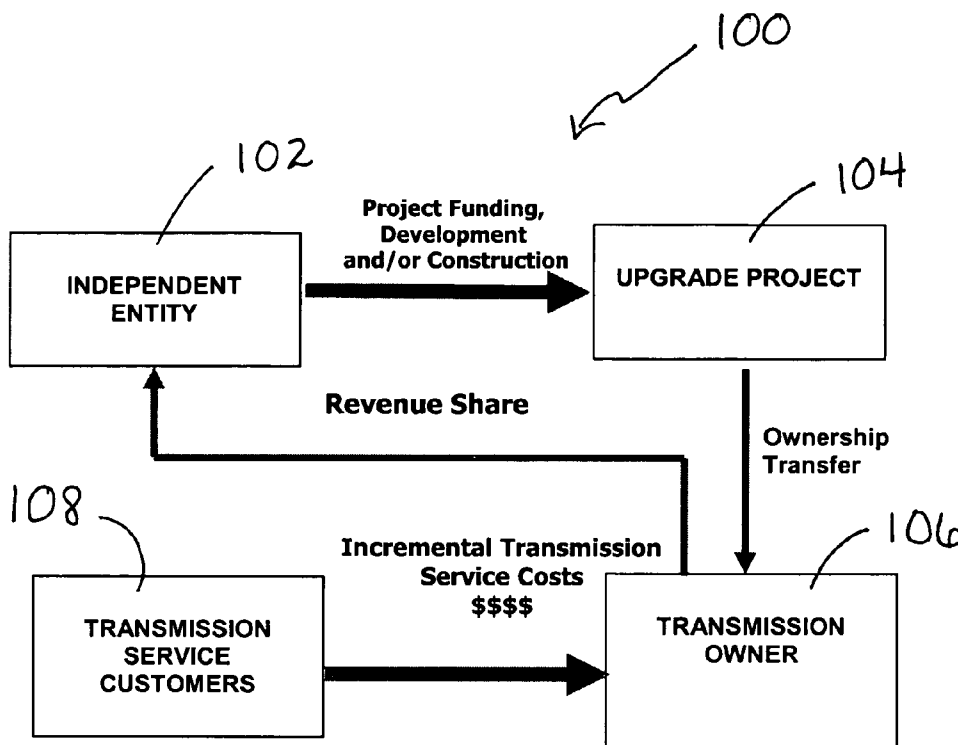 100
102
104
Project Funding,
Development
and/or Construction
INDEPENDENT
ENTITY
UPGRADE PROJECT
Revenue Share
Ownership
Transfer
108
106
Incremental Transmission
Service Costs
$$$$
TRANSMISSION
SERVICE
CUSTOMERS
TRANSMISSION
OWNER